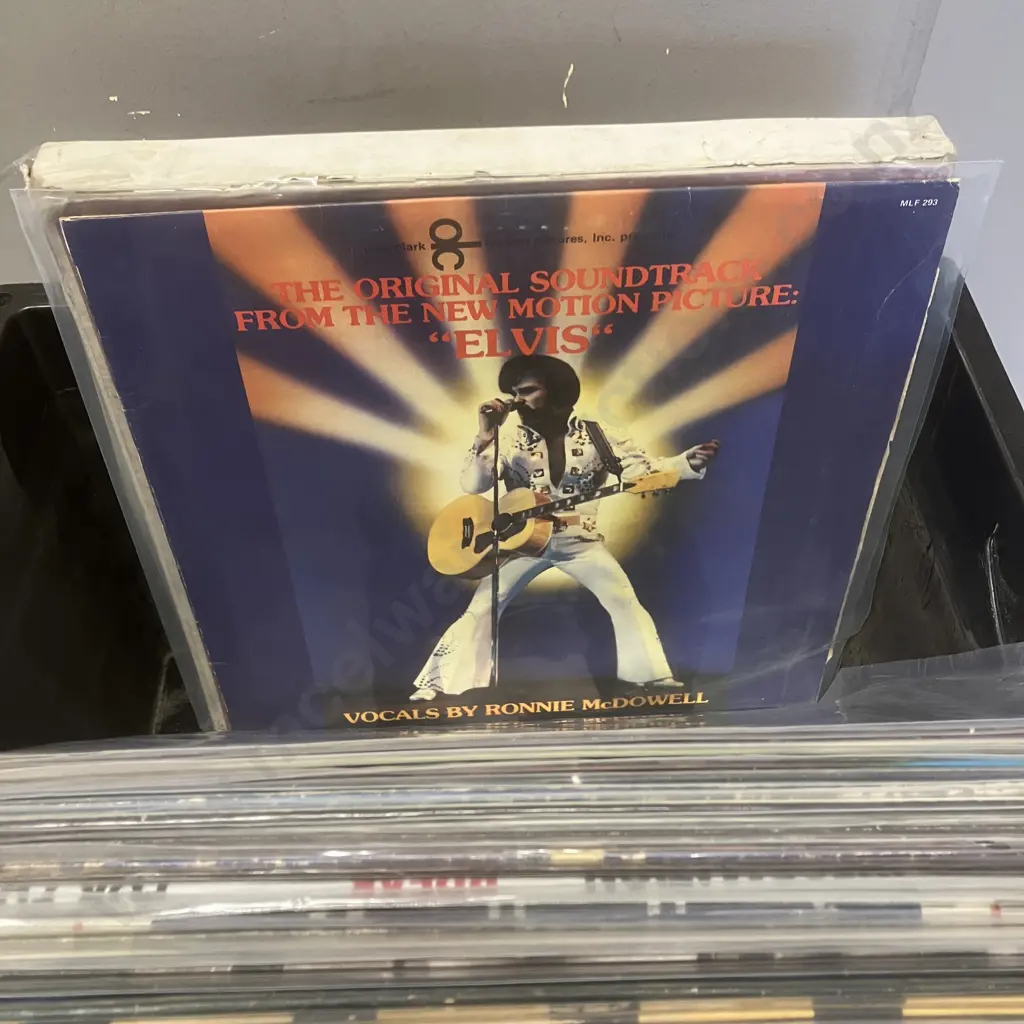 MLF 293
THE ORIGINAL SOUNDTRACK
FROM THE NEW MOTION PICTURE:
“ELVIS“
VOCALS BY RONNIE McDOWELL